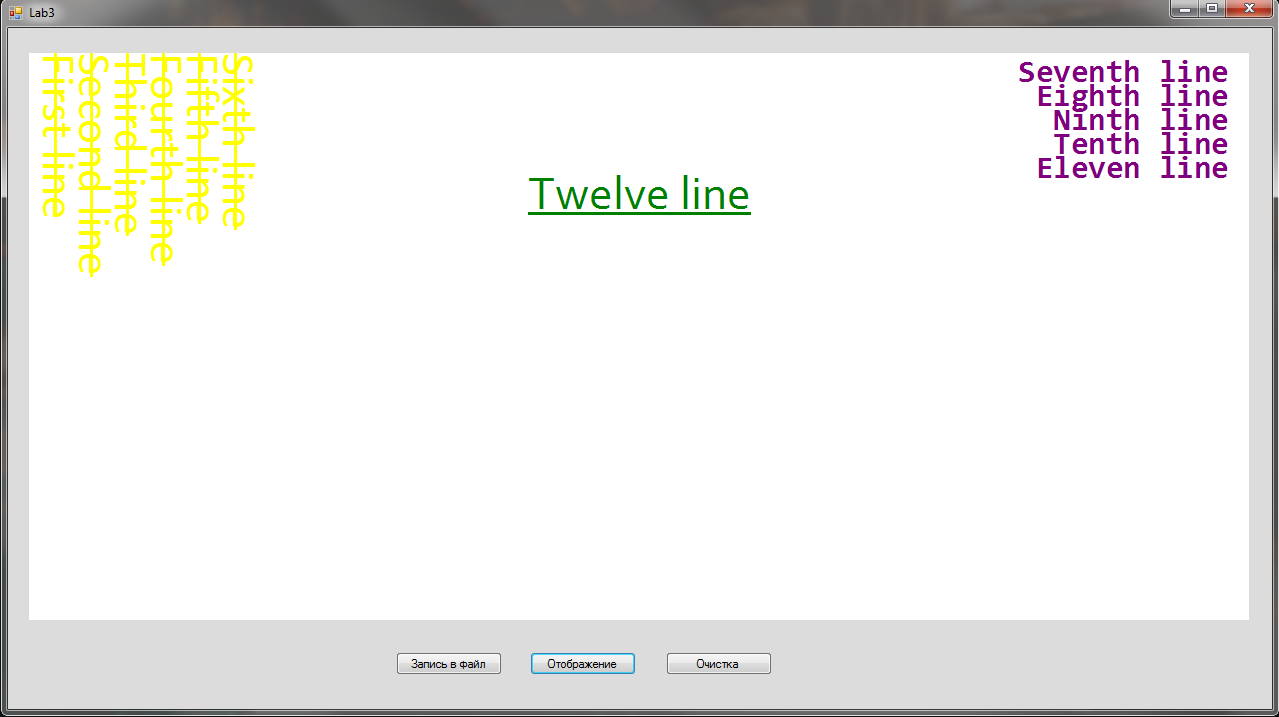 Lab3
First line
Second line
Third line
Fourth line
Fifth line
Sixth line
Seventh line
Eighth line
Ninth line
Tenth line
Eleven line
Twelve line
Запись в файл
Отображение
Очистка